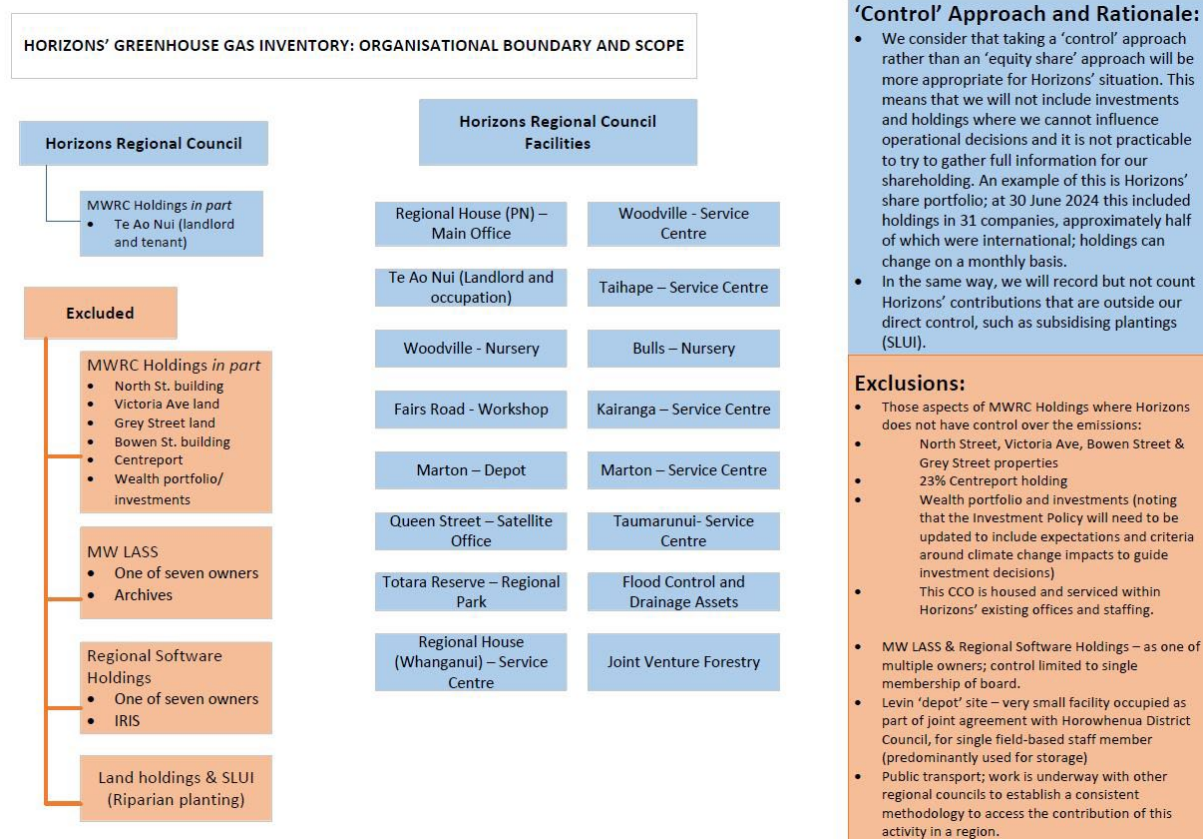 HORIZONS' GREENHOUSE GAS INVENTORY: ORGANISATIONAL BOUNDARY AND SCOPE
Horizons Regional Council
MWRC Holdings in part
• Te Ao Nui (landlord
and tenant)
Excluded
MWRC Holdings in part
• North St. building
• Victoria Ave land
• Grey Street land
• Bowen St. building
• Centreport
• Wealth portfolio/
investments
MW LASS
• One of seven owners
• Archives
Regional Software
Holdings
• One of seven owners
• IRIS
Land holdings & SLUI
(Riparian planting)
Horizons Regional Council
Facilities
Regional House (PN) –
Main Office
Te Ao Nui (Landlord and
occupation)
Woodville - Nursery
Fairs Road - Workshop
Marton – Depot
Queen Street – Satellite
Office
Totara Reserve – Regional
Park
Regional House
(Whanganui) – Service
Centre
Woodville - Service
Centre
Taihape – Service Centre
Bulls – Nursery
Kairanga – Service Centre
Marton – Service Centre
Taumarunui- Service
Centre
Flood Control and
Drainage Assets
Joint Venture Forestry
'Control' Approach and Rationale:
• We consider that taking a 'control' approach
rather than an 'equity share' approach will be
more appropriate for Horizons' situation. This
means that we will not include investments
and holdings where we cannot influence
operational decisions and it is not practicable
to try to gather full information for our
shareholding. An example of this is Horizons'
share portfolio; at 30 June 2024 this included
holdings in 31 companies, approximately half
of which were international; holdings can
change on a monthly basis.
• In the same way, we will record but not count
Horizons' contributions that are outside our
direct control, such as subsidising plantings
(SLUI).
Exclusions:
• Those aspects of MWRC Holdings where Horizons
does not have control over the emissions:
• North Street, Victoria Ave, Bowen Street &
Grey Street properties
• 23% Centreport holding
• Wealth portfolio and investments (noting
that the Investment Policy will need to be
updated to include expectations and criteria
around climate change impacts to guide
investment decisions)
• This CCO is housed and serviced within
Horizons' existing offices and staffing.
• MW LASS & Regional Software Holdings – as one of
multiple owners; control limited to single
membership of board.
• Levin 'depot' site – very small facility occupied as
part of joint agreement with Horowhenua District
Council, for single field-based staff member
(predominantly used for storage)
• Public transport; work is underway with other
regional councils to establish a consistent
methodology to access the contribution of this
activity in a region.